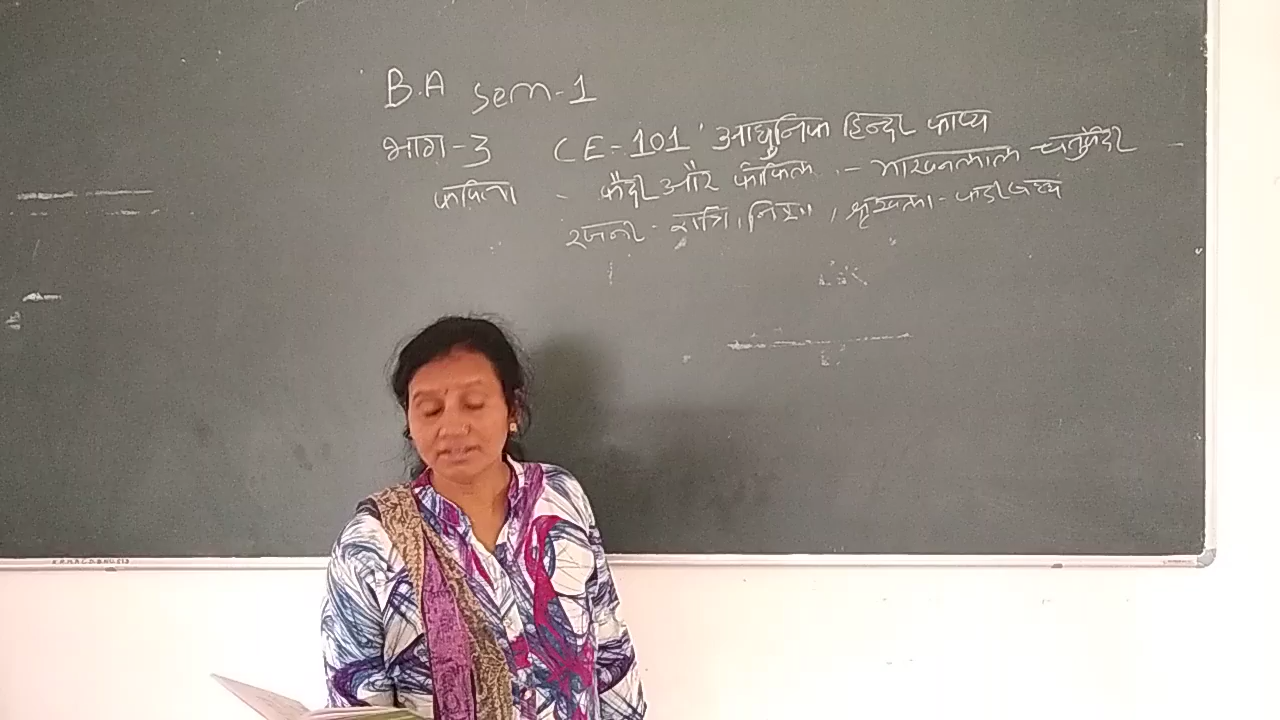 B.A sem-1
भाग-3 CE-101 'आधुनिक हिन्दी काव्य
कविता - कैदी और कोकिला - माखनलाल चतुर्वेदी
रजनी - रात्रि, निशा, श्रृंखला -